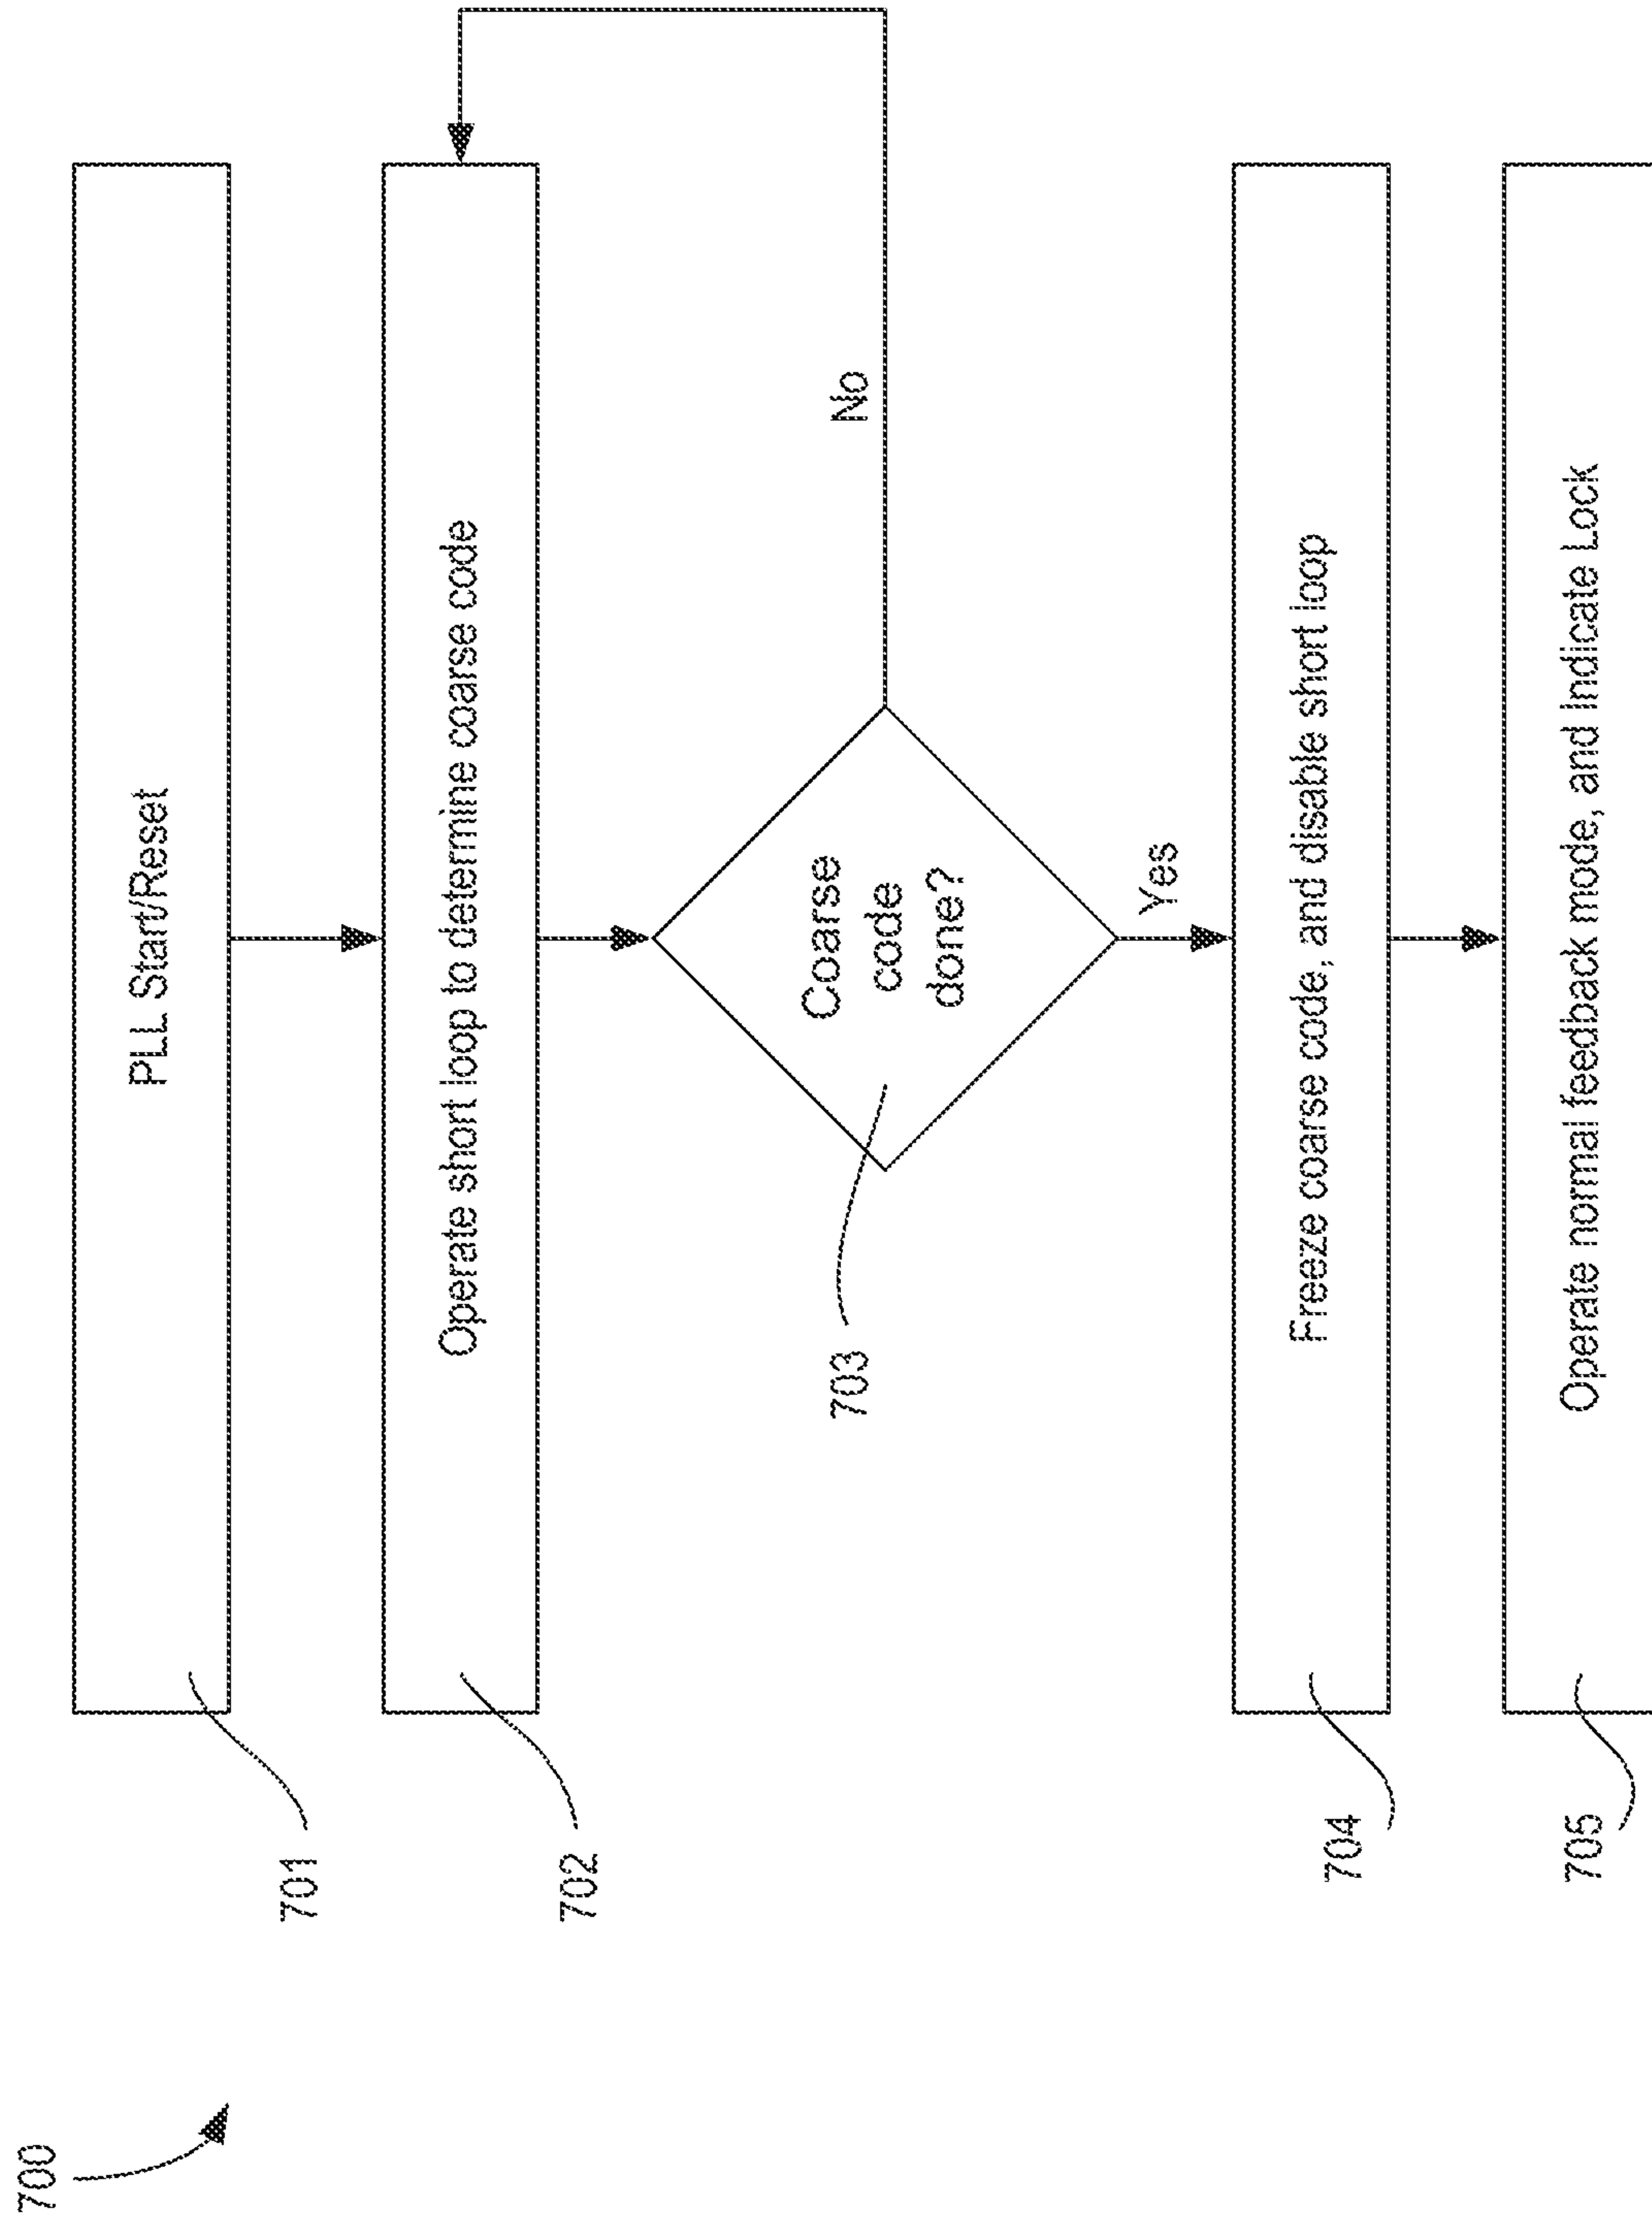 700
701
PLL Start/Reset
702
Operate short loop to determine coarse code
703
Coarse
code
done?
No
Yes
704
Freeze coarse code, and disable short loop
705
Operate normal feedback mode, and Indicate Lock